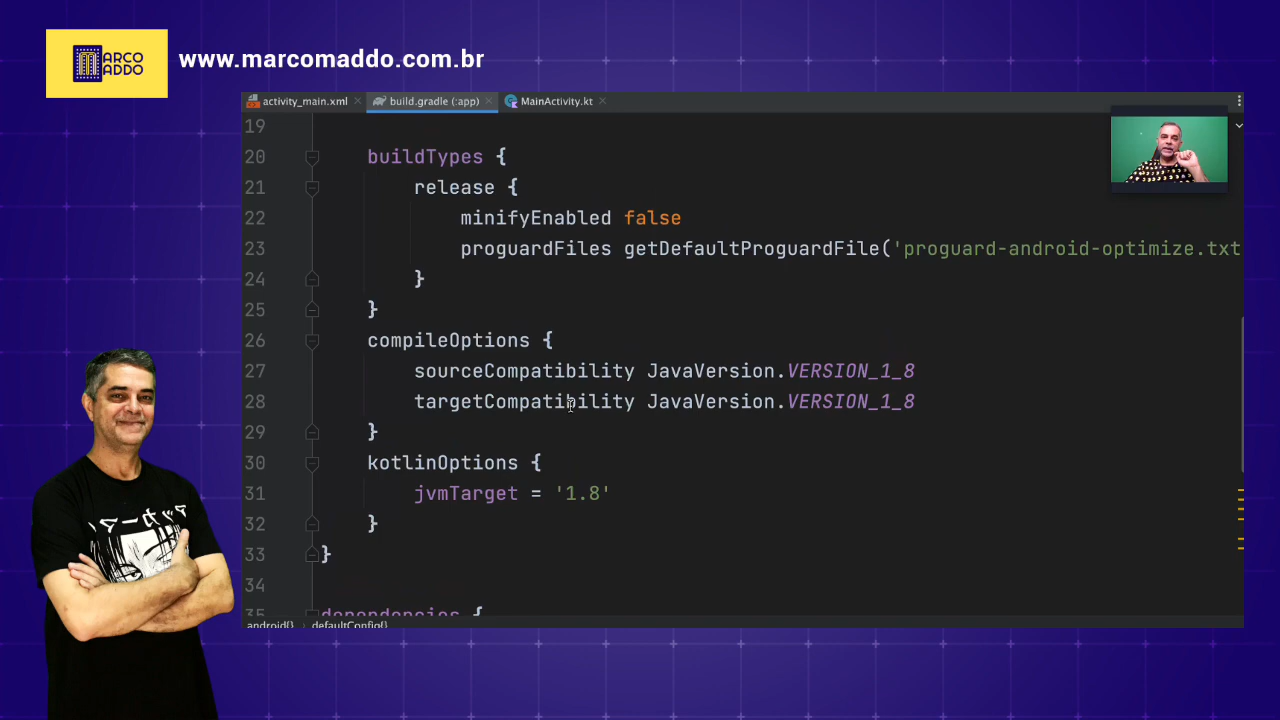 MARCO
MADDO
www.marcomaddo.com.br
activity_main.xml
build.gradle (:app)
MainActivity.kt
19
20 buildTypes {
21 release {
22 minifyEnabled false
23 proguardFiles getDefaultProguardFile('proguard-android-optimize.txt
24 }
25 }
26 compileOptions {
27 sourceCompatibility JavaVersion.VERSION_1_8
28 targetCompatibility JavaVersion.VERSION_1_8
29 }
30 kotlinOptions {
31 jvmTarget = '1.8'
32 }
33 }
34
35 dependencies {
android{} › defaultConfig{}